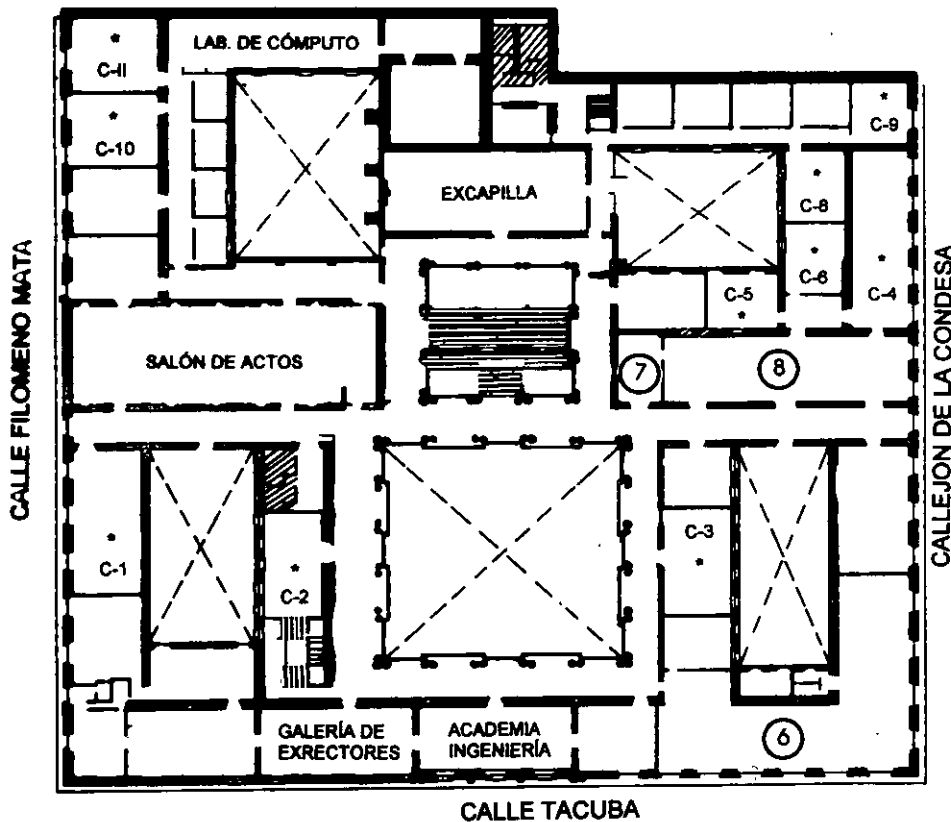 LAB. DE CÓMPUTO
*
C-II
*
C-10
*
C-9
EXCAPILLA
*
C-8
C-6
*
C-5
*
*
C-4
SALÓN DE ACTOS
7
8
CALLE FILOMENO MATA
CALLEJON DE LA CONDESA
*
C-1
*
C-2
C-3
*
GALERÍA DE
EXRECTORES
ACADEMIA
INGENIERÍA
6
CALLE TACUBA